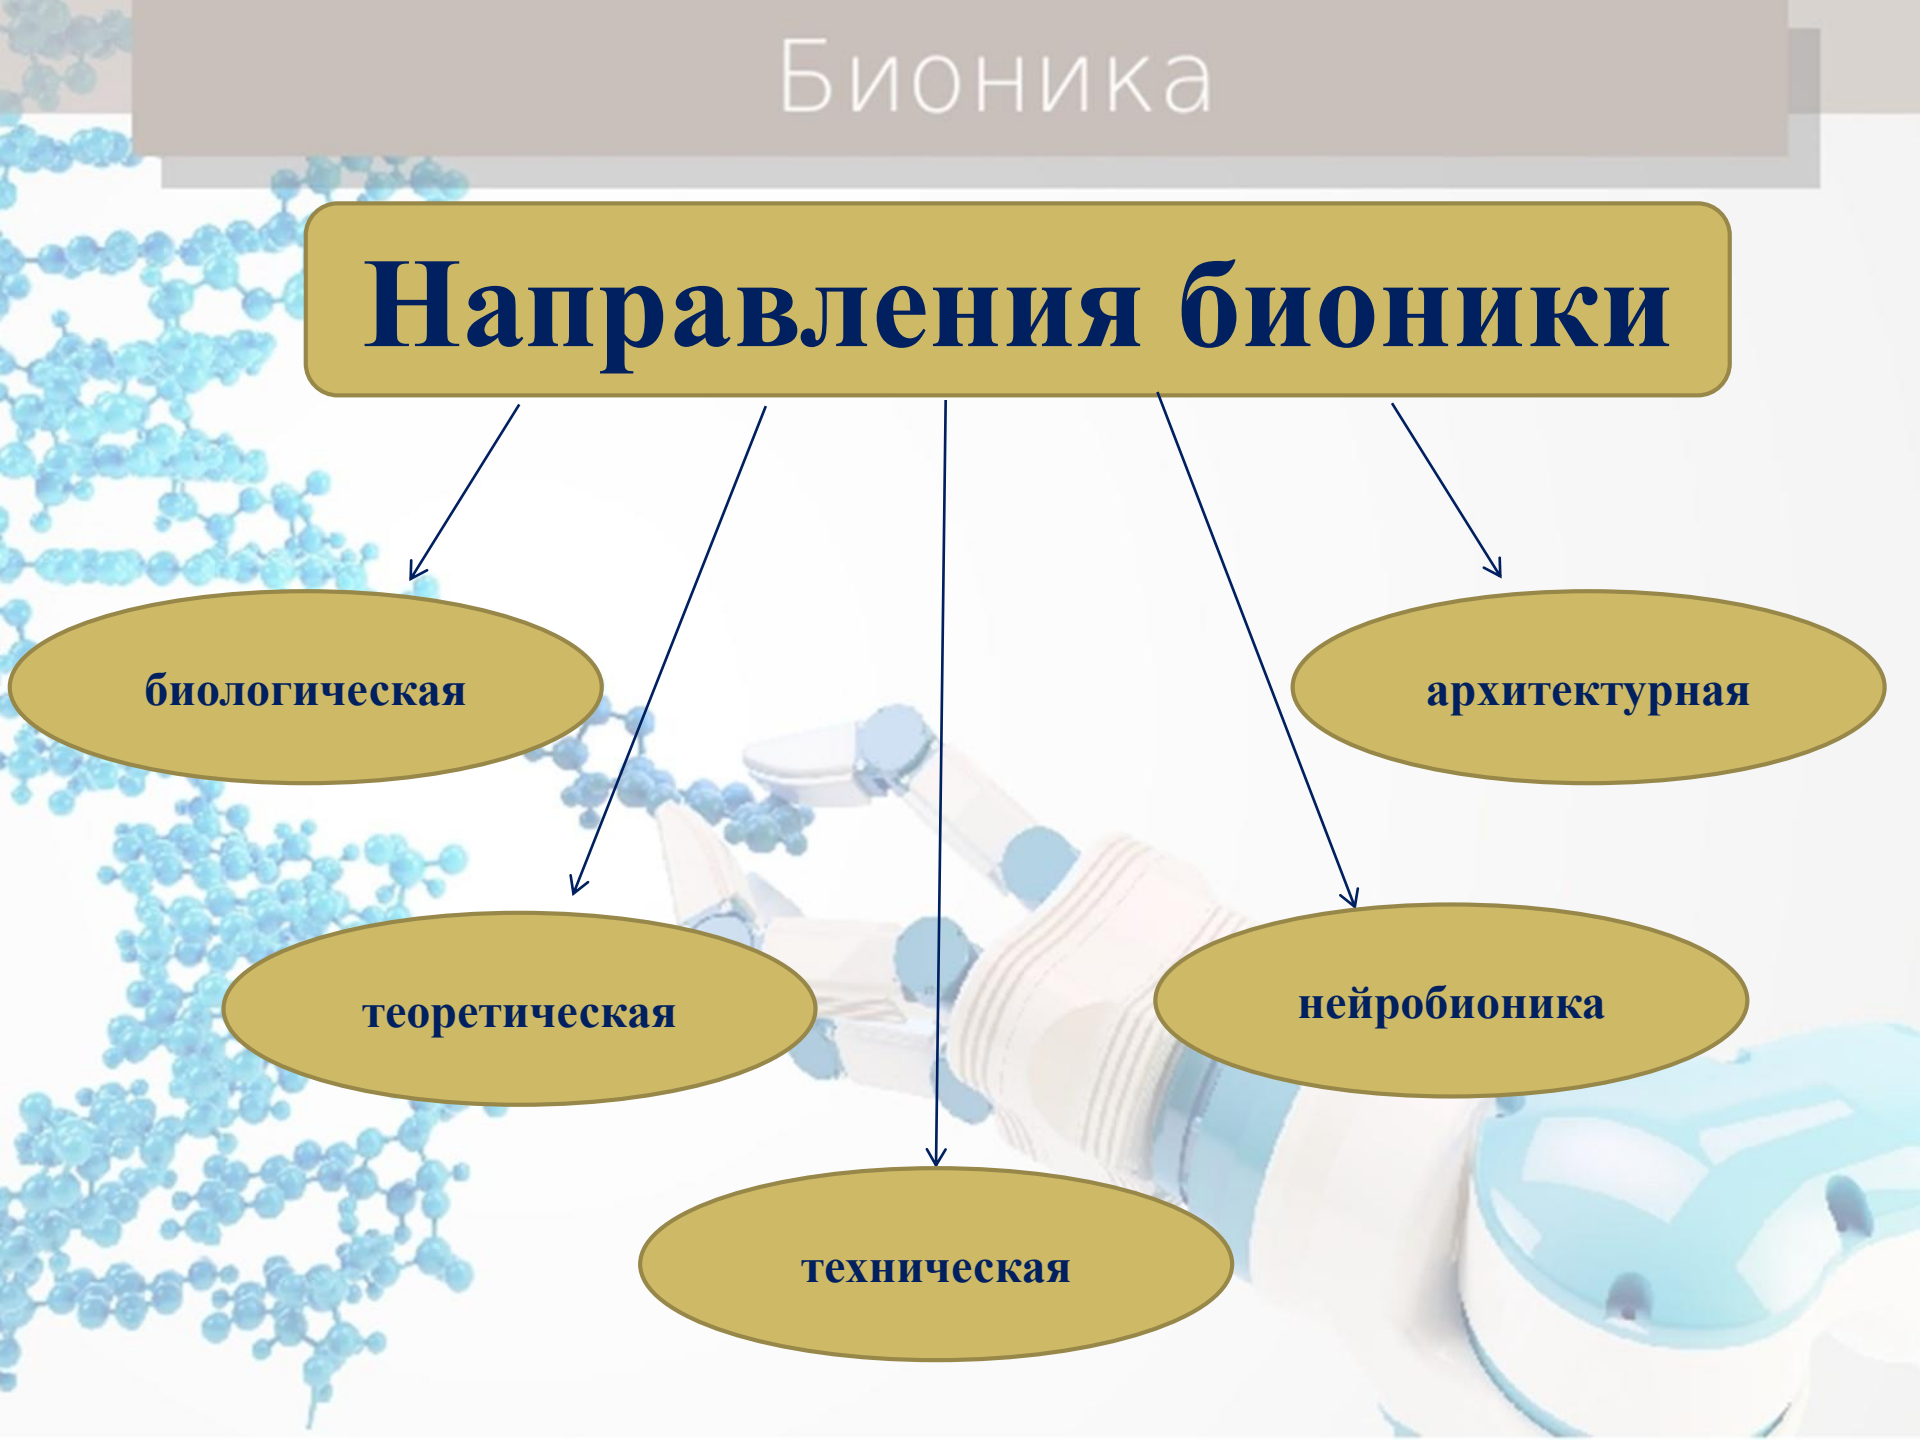 Бионика
Направления бионики
биологическая
архитектурная
теоретическая
нейробионика
техническая